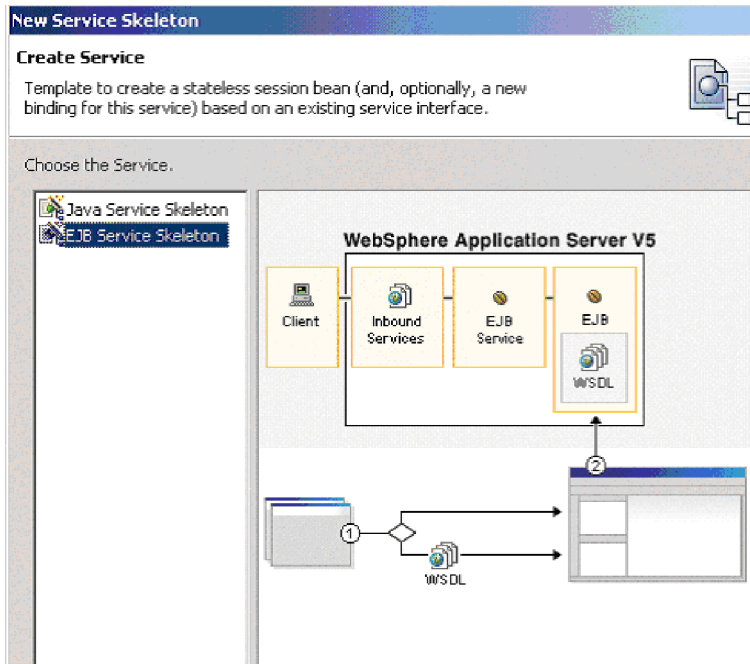 New Service Skeleton
Create Service
Template to create a stateless session bean (and, optionally, a new
binding for this service) based on an existing service interface.
Choose the Service.
Java Service Skeleton
EJB Service Skeleton
WebSphere Application Server V5
Client
Inbound
Services
EJB
Service
EJB
WSDL
2
1
WSDL